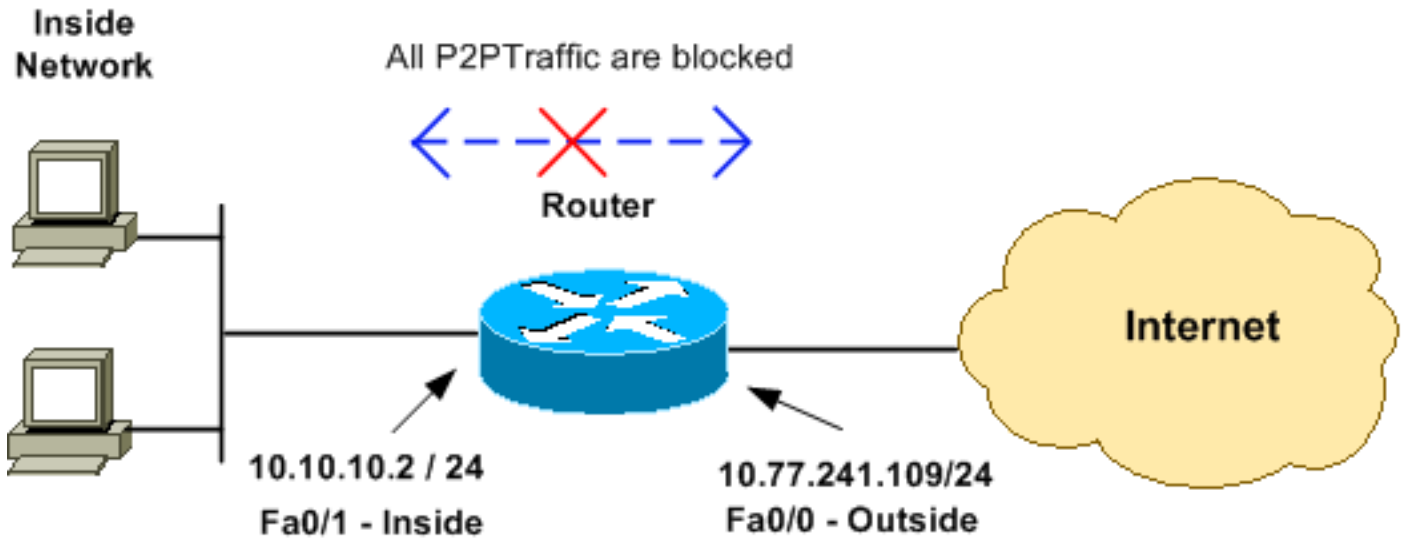 Inside
Network
All P2PTraffic are blocked
Router
Internet
10.10.10.2 / 24
Fa0/1 - Inside
10.77.241.109/24
Fa0/0 - Outside